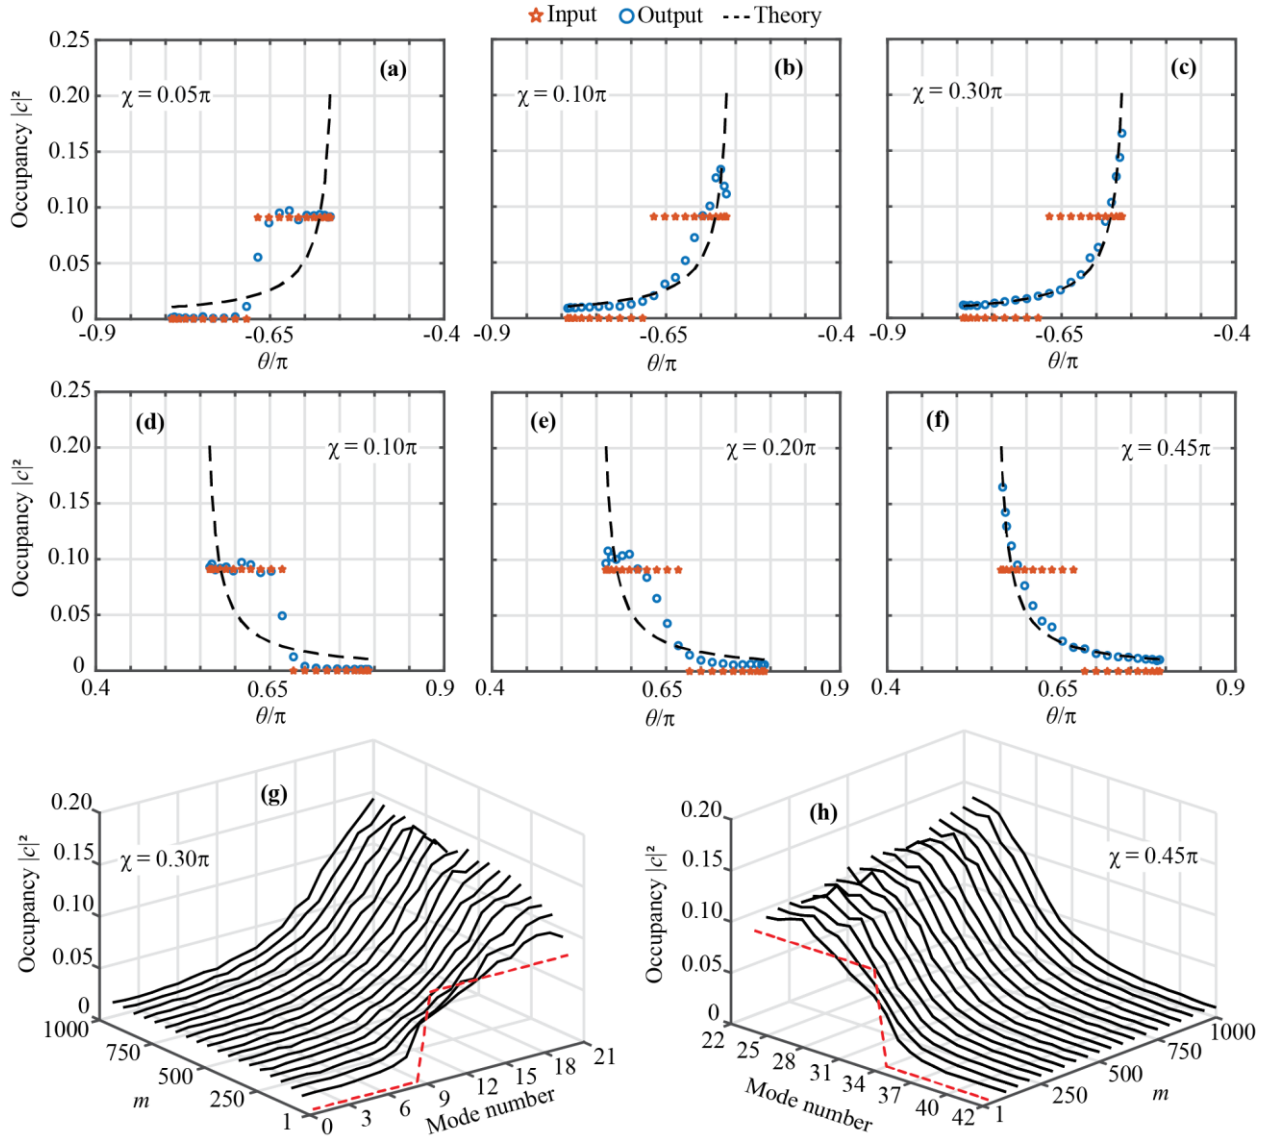 Input Output Theory
0.25
0.20
0.15
0.10
0.05
0
Occupancy |c|²
(a)
χ = 0.05π
-0.9 -0.65 -0.4
θ/π
(b)
χ = 0.10π
-0.9 -0.65 -0.4
θ/π
(c)
χ = 0.30π
-0.9 -0.65 -0.4
θ/π
0.25
0.20
0.15
0.10
0.05
0
Occupancy |c|²
(d)
χ = 0.10π
0.4 0.65 0.9
θ/π
(e)
χ = 0.20π
0.4 0.65 0.9
θ/π
(f)
χ = 0.45π
0.4 0.65 0.9
θ/π
(g)
χ = 0.30π
0.20
0.15
0.10
0.05
0
Occupancy |c|²
1000
750
500
250
1
m
0 3 6 9 12 15 18 21
Mode number
(h)
χ = 0.45π
0.20
0.15
0.10
0.05
0
Occupancy |c|²
22 25 28 31 34 37 40 42
Mode number
1 250 500 750 1000
m